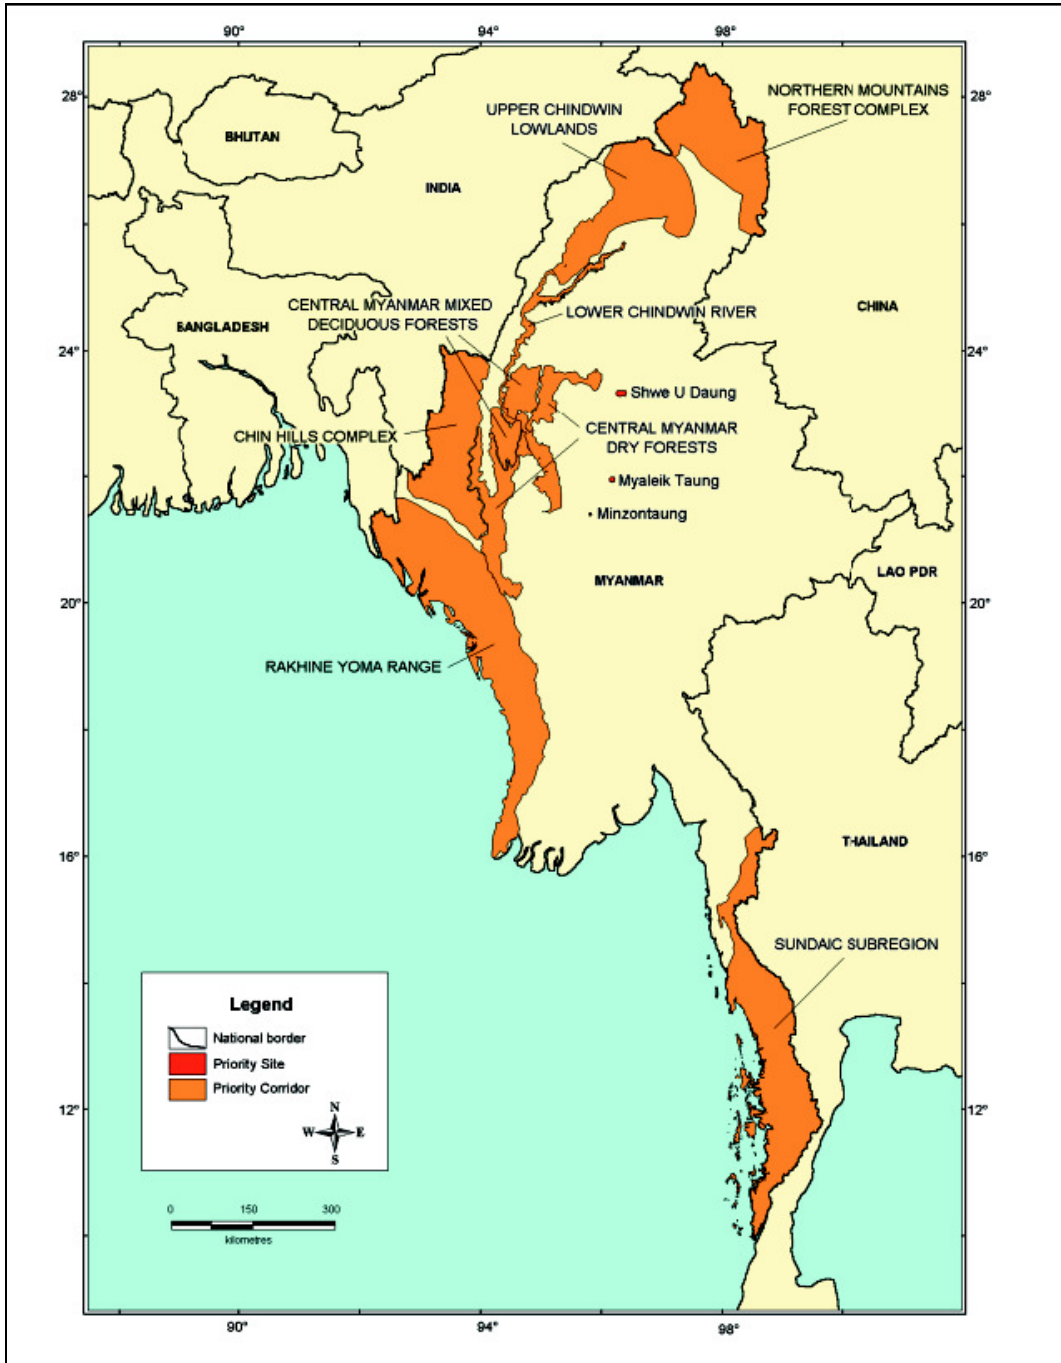 90°
94°
98°
28°
24°
20°
16°
12°
28°
24°
20°
16°
12°
90°
94°
98°
NORTHERN MOUNTAINS
FOREST COMPLEX
UPPER CHINDWIN
LOWLANDS
BHUTAN
INDIA
CHINA
CENTRAL MYANMAR MIXED
DECIDUOUS FORESTS
LOWER CHINDWIN RIVER
BANGLADESH
Shwe U Daung
CHIN HILLS COMPLEX
CENTRAL MYANMAR
DRY FORESTS
Myaleik Taung
Minzontaung
MYANMAR
LAO PDR
RAKHINE YOMA RANGE
THAILAND
SUNDAIC SUBREGION
Legend
National border
Priority Site
Priority Corridor
N
W E
S
0 150 300
kilometres